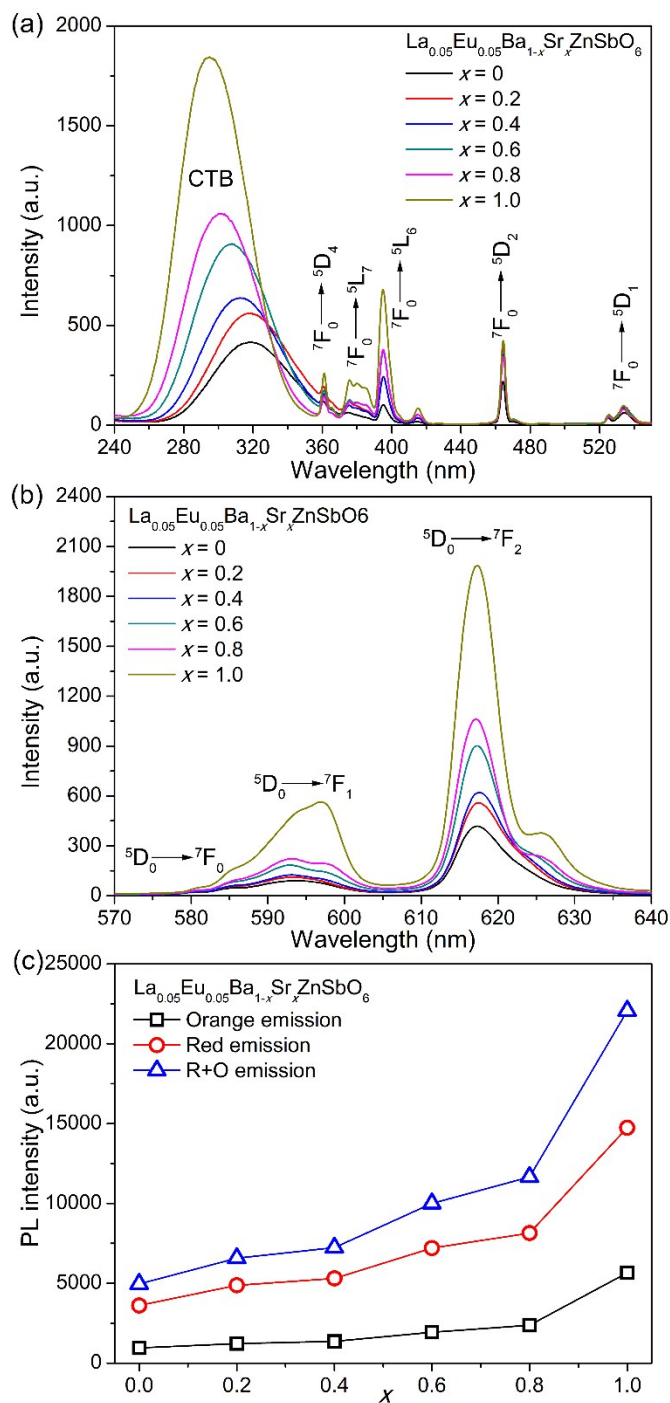 (a)
2000
1500
1000
500
0
Intensity (a.u.)
La0.05Eu0.05Ba1-xSrxZnSbO6
x = 0
x = 0.2
x = 0.4
x = 0.6
x = 0.8
x = 1.0
CTB
7F0 → 5D4
7F0 → 5L7
7F0 → 5L6
7F0 → 5D2
7F0 → 5D1
240 280 320 360 400 440 480 520
Wavelength (nm)
(b)
2400
2100
1800
1500
1200
900
600
300
0
Intensity (a.u.)
La0.05Eu0.05Ba1-xSrxZnSbO6
x = 0
x = 0.2
x = 0.4
x = 0.6
x = 0.8
x = 1.0
5D0 → 7F2
5D0 → 7F1
5D0 → 7F0
570 580 590 600 610 620 630 640
Wavelength (nm)
(c)
25000
20000
15000
10000
5000
0
PL intensity (a.u.)
La0.05Eu0.05Ba1-xSrxZnSbO6
Orange emission
Red emission
R+O emission
0.0 0.2 0.4 0.6 0.8 1.0
x